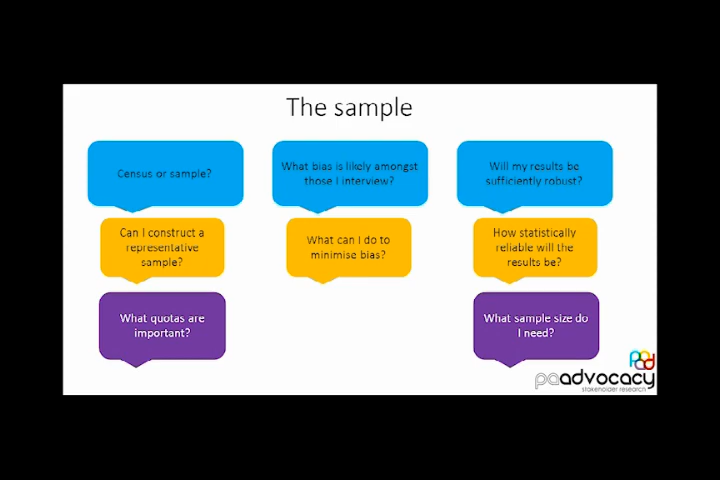 The sample
Census or sample?
What bias is likely amongst
those I interview?
Will my results be
sufficiently robust?
Can I construct a
representative
sample?
What can I do to
minimise bias?
How statistically
reliable will the
results be?
What quotas are
important?
What sample size do
I need?
paadvocacy
stakeholder research